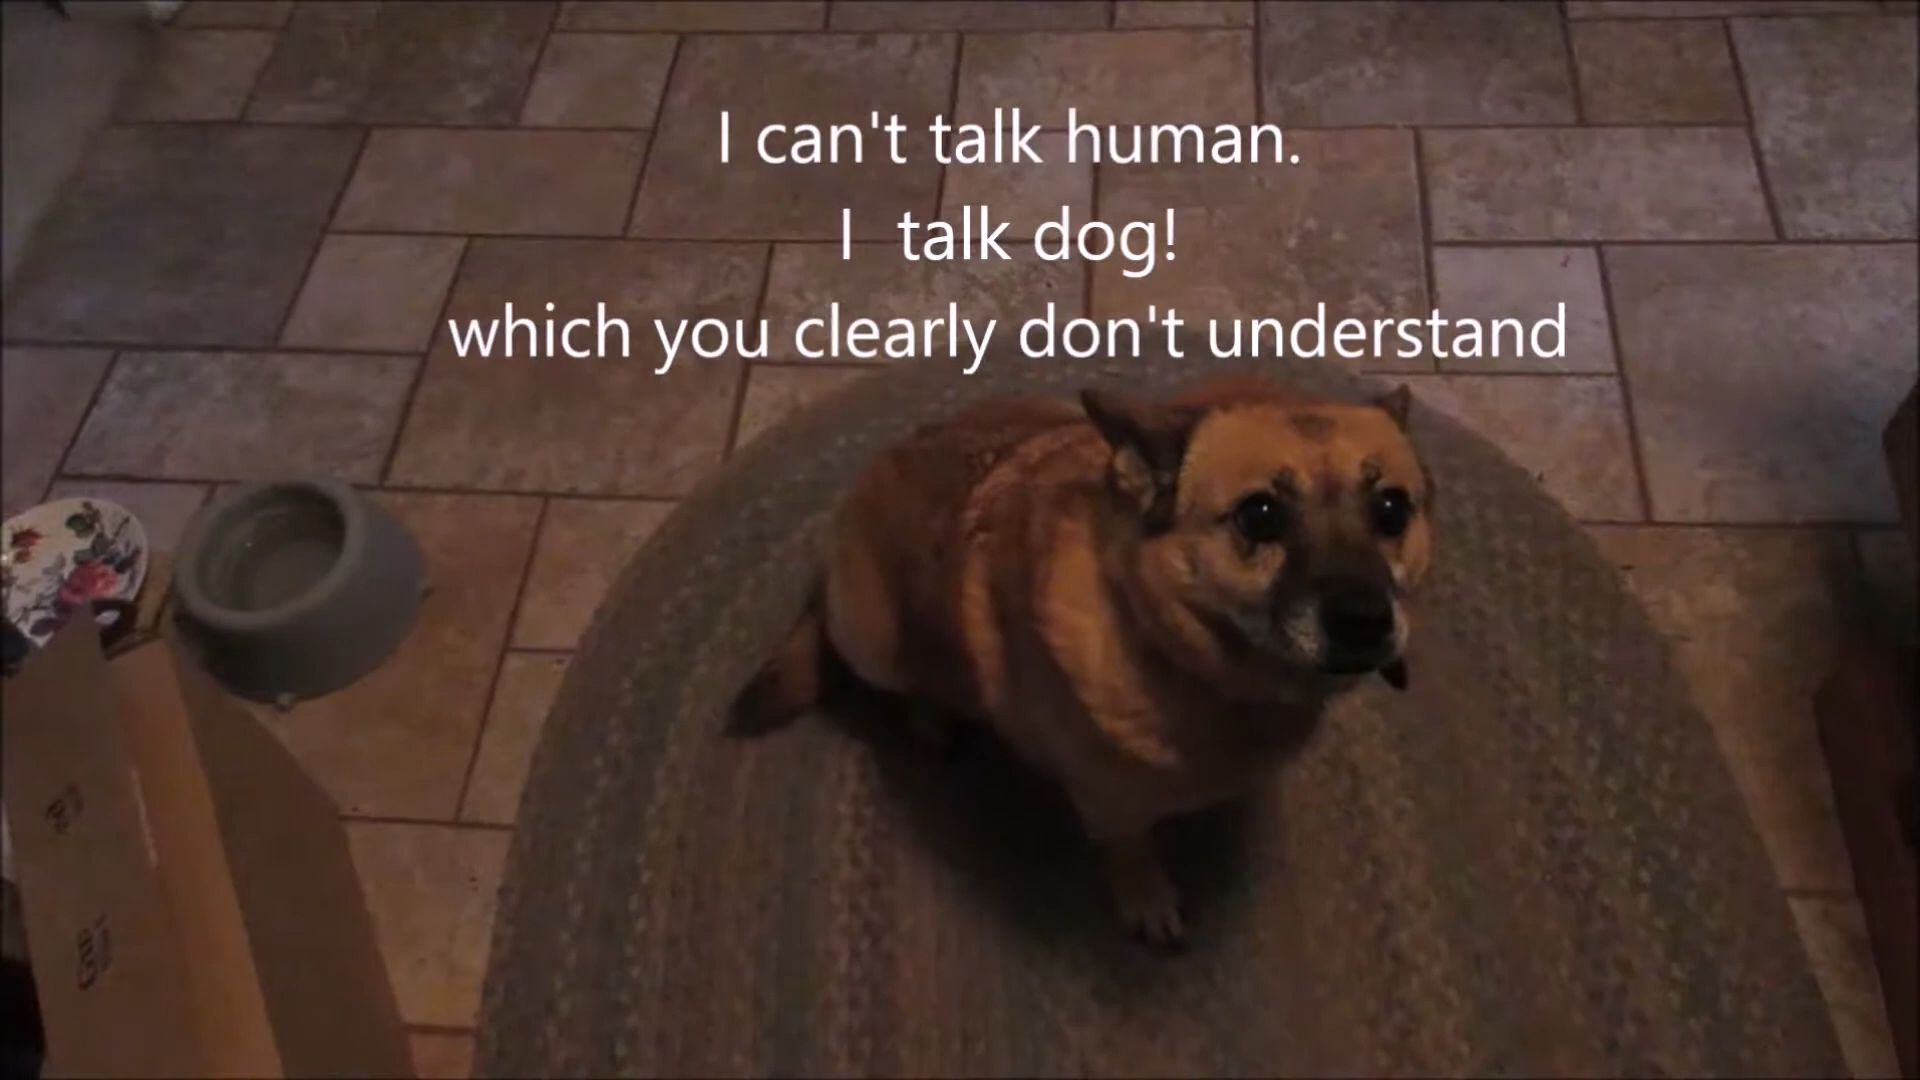 I can't talk human.
I talk dog!
which you clearly don't understand